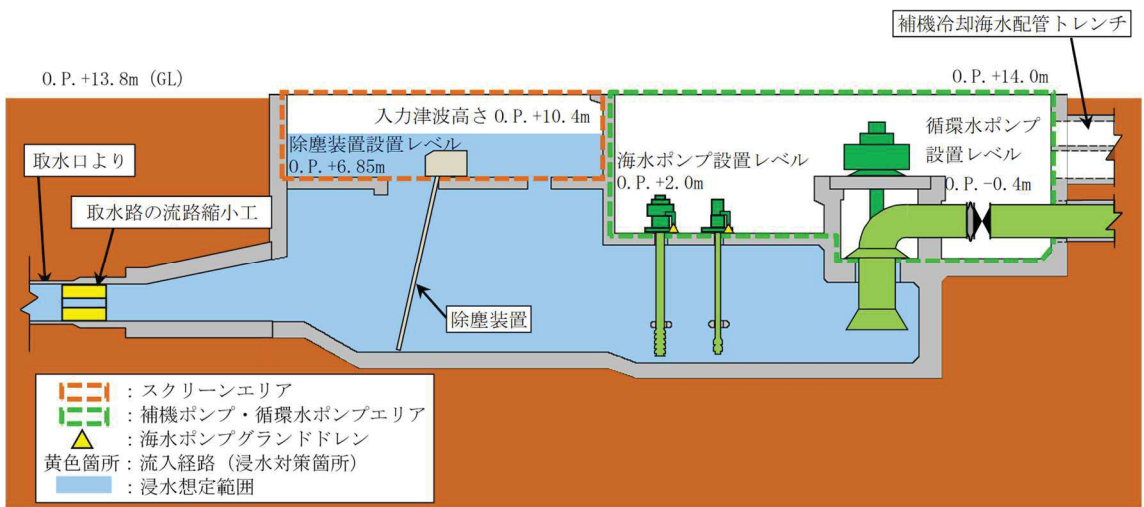 補機冷却海水配管トレンチ
O.P.+13.8m (GL)
O.P.+14.0m
入力津波高さ O.P.+10.4m
除塵装置設置レベル
O.P.+6.85m
海水ポンプ設置レベル
O.P.+2.0m
循環水ポンプ
設置レベル
O.P.-0.4m
取水口より
取水路の流路縮小工
除塵装置
：スクリーンエリア
：補機ポンプ・循環水ポンプエリア
：海水ポンプグランドドレン
黄色箇所：流入経路（浸水対策箇所）
：浸水想定範囲